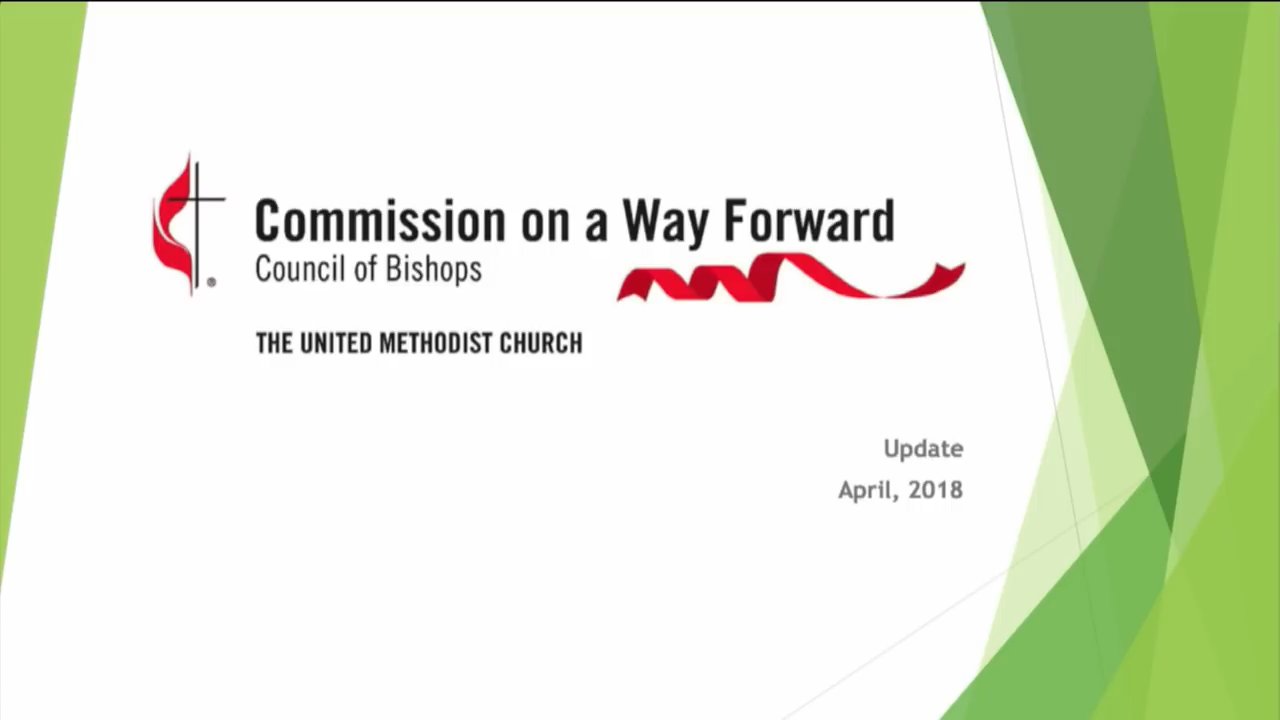 Commission on a Way Forward
Council of Bishops
®
THE UNITED METHODIST CHURCH
Update
April, 2018